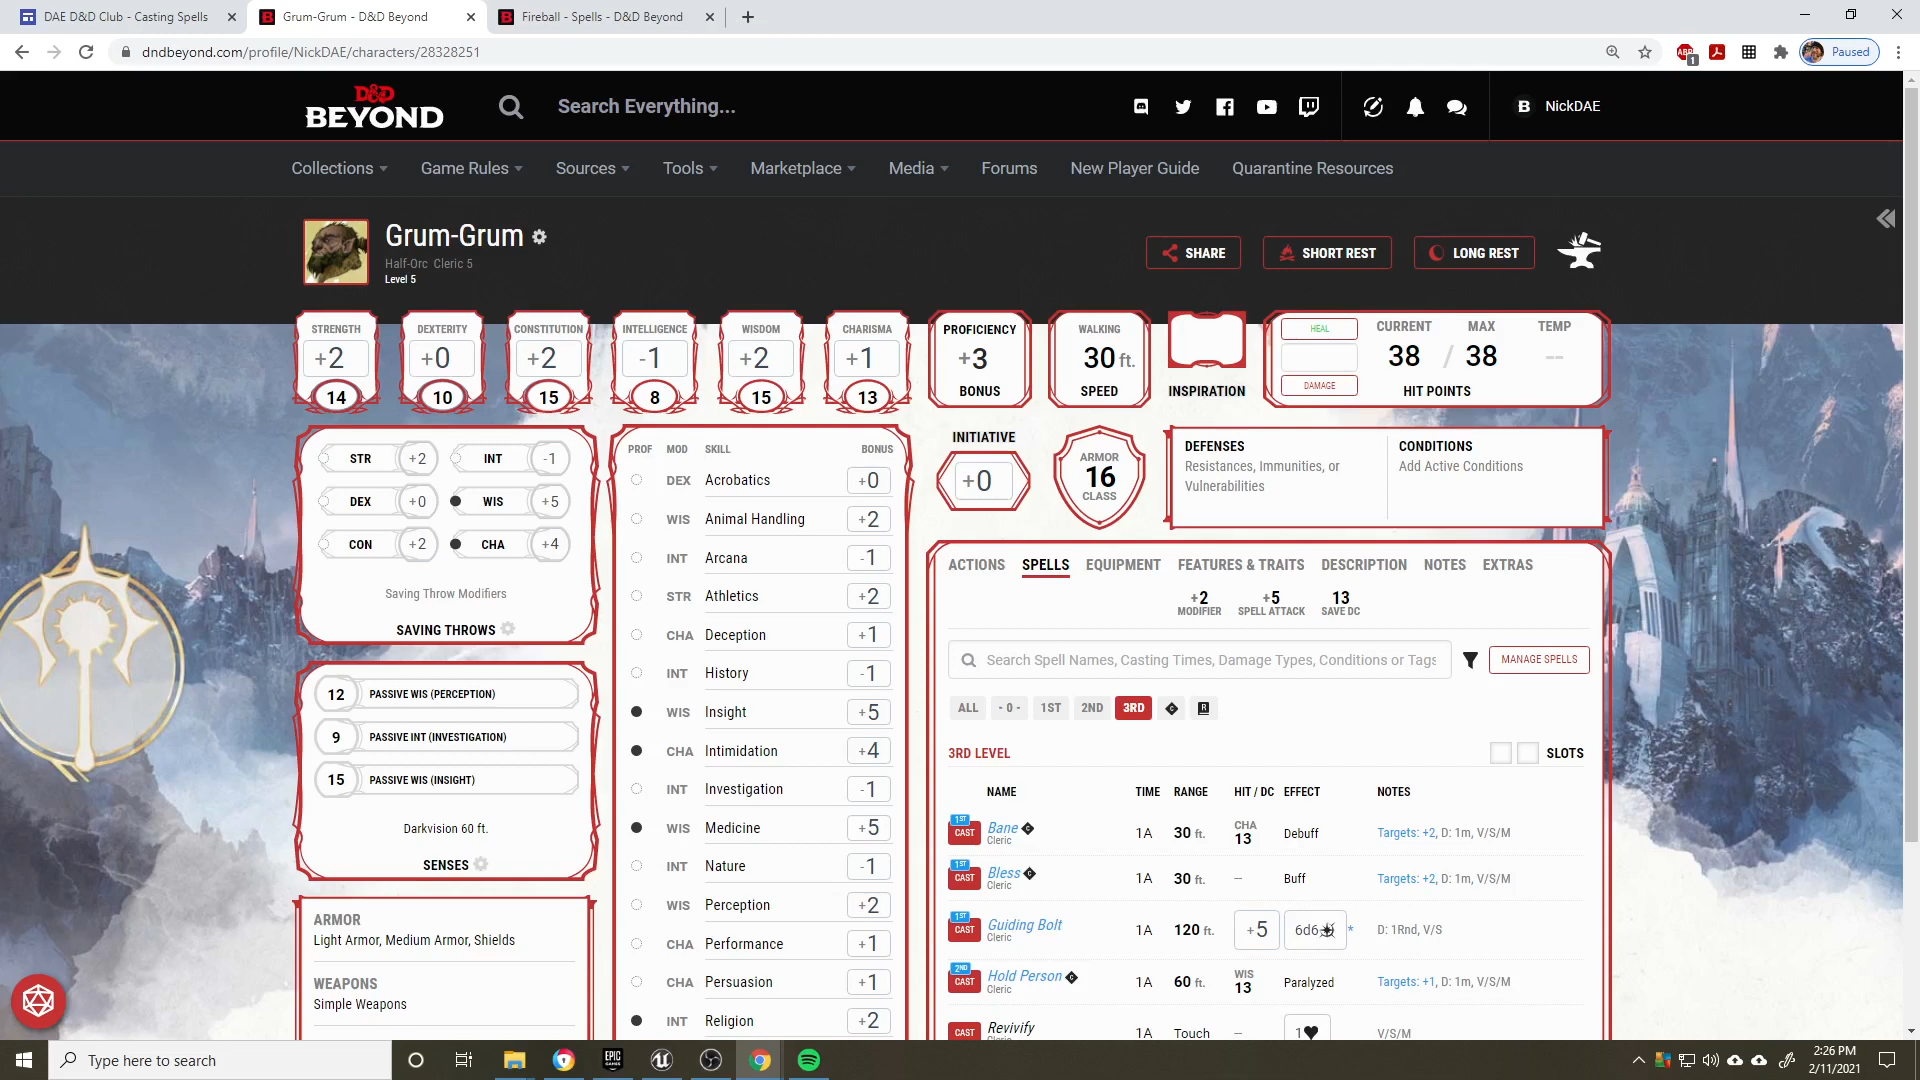 DAE D&D Club - Casting Spells
Grum-Grum - D&D Beyond
Fireball - Spells - D&D Beyond
dndbeyond.com/profile/NickDAE/characters/28328251
ABP
1
Paused
D&D
BEYOND
Search Everything...
B NickDAE
Collections
Game Rules
Sources
Tools
Marketplace
Media
Forums
New Player Guide
Quarantine Resources
Grum-Grum
Half-Orc Cleric 5
Level 5
SHARE
SHORT REST
LONG REST
STRENGTH
+2
14
DEXTERITY
+0
10
CONSTITUTION
+2
15
INTELLIGENCE
-1
8
WISDOM
+2
15
CHARISMA
+1
13
PROFICIENCY
+3
BONUS
WALKING
30 ft.
SPEED
INSPIRATION
HEAL
DAMAGE
CURRENT MAX TEMP
38 / 38 --
HIT POINTS
STR +2
INT -1
DEX +0
WIS +5
CON +2
CHA +4
Saving Throw Modifiers
SAVING THROWS
12 PASSIVE WIS (PERCEPTION)
9 PASSIVE INT (INVESTIGATION)
15 PASSIVE WIS (INSIGHT)
Darkvision 60 ft.
SENSES
ARMOR
Light Armor, Medium Armor, Shields
WEAPONS
Simple Weapons
PROF MOD SKILL BONUS
DEX Acrobatics +0
WIS Animal Handling +2
INT Arcana -1
STR Athletics +2
CHA Deception +1
INT History -1
WIS Insight +5
CHA Intimidation +4
INT Investigation -1
WIS Medicine +5
INT Nature -1
WIS Perception +2
CHA Performance +1
CHA Persuasion +1
INT Religion +2
INITIATIVE
+0
ARMOR
16
CLASS
DEFENSES
Resistances, Immunities, or
Vulnerabilities
CONDITIONS
Add Active Conditions
ACTIONS
SPELLS
EQUIPMENT
FEATURES & TRAITS
DESCRIPTION
NOTES
EXTRAS
+2
MODIFIER
+5
SPELL ATTACK
13
SAVE DC
Search Spell Names, Casting Times, Damage Types, Conditions or Tags
MANAGE SPELLS
ALL
- 0 -
1ST
2ND
3RD
C
R
3RD LEVEL
SLOTS
NAME TIME RANGE HIT / DC EFFECT NOTES
1ST
CAST
Bane
Cleric
1A 30 ft.
CHA
13
Debuff
Targets: +2, D: 1m, V/S/M
1ST
CAST
Bless
Cleric
1A 30 ft. -- Buff
Targets: +2, D: 1m, V/S/M
1ST
CAST
Guiding Bolt
Cleric
1A 120 ft. +5 6d6 *
D: 1Rnd, V/S
2ND
CAST
Hold Person
Cleric
1A 60 ft.
WIS
13
Paralyzed
Targets: +1, D: 1m, V/S/M
CAST
Revivify
Cleric
1A Touch -- 1
V/S/M
Type here to search
EPIC
GAMES
2:26 PM
2/11/2021